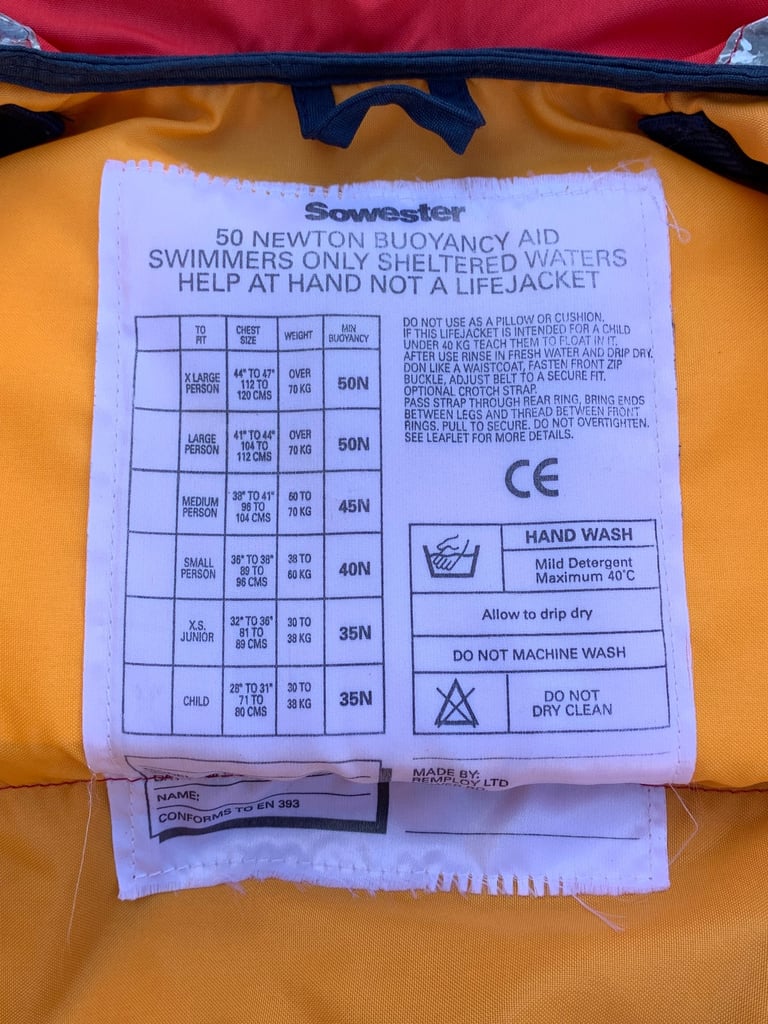 Sowester
50 NEWTON BUOYANCY AID
SWIMMERS ONLY SHELTERED WATERS
HELP AT HAND NOT A LIFEJACKET
TO FIT CHEST SIZE WEIGHT MIN BUOYANCY
X LARGE PERSON 44" TO 47" 112 TO 120 CMS OVER 70 KG 50N
LARGE PERSON 41" TO 44" 104 TO 112 CMS OVER 70 KG 50N
MEDIUM PERSON 38" TO 41" 96 TO 104 CMS 60 TO 70 KG 45N
SMALL PERSON 36" TO 38" 89 TO 96 CMS 38 TO 60 KG 40N
X.S. JUNIOR 32" TO 36" 81 TO 89 CMS 30 TO 38 KG 35N
CHILD 28" TO 31" 71 TO 80 CMS 30 TO 38 KG 35N
DO NOT USE AS A PILLOW OR CUSHION.
IF THIS LIFEJACKET IS INTENDED FOR A CHILD
UNDER 40 KG TEACH THEM TO FLOAT IN IT.
AFTER USE RINSE IN FRESH WATER AND DRIP DRY.
DON LIKE A WAISTCOAT, FASTEN FRONT ZIP
BUCKLE, ADJUST BELT TO A SECURE FIT.
OPTIONAL CROTCH STRAP.
PASS STRAP THROUGH REAR RING, BRING ENDS
BETWEEN LEGS AND THREAD BETWEEN FRONT
RINGS. PULL TO SECURE. DO NOT OVERTIGHTEN.
SEE LEAFLET FOR MORE DETAILS.
CE
HAND WASH
Mild Detergent
Maximum 40°C
Allow to drip dry
DO NOT MACHINE WASH
DO NOT
DRY CLEAN
NAME:
CONFORMS TO EN 393
MADE BY:
REMPLOY LTD